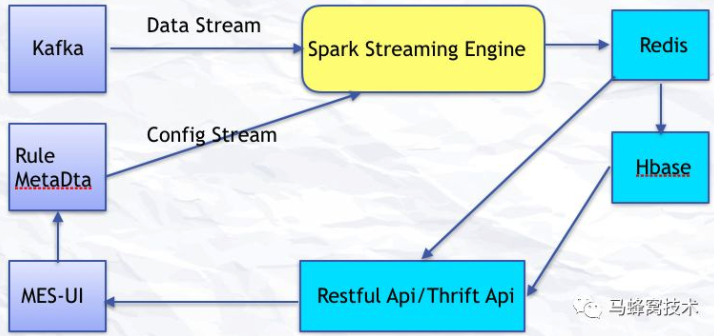 Kafka
Data Stream
Spark Streaming Engine
Redis
Config Stream
Rule
MetaDta
Hbase
MES-UI
Restful Api/Thrift Api
马蜂窝技术